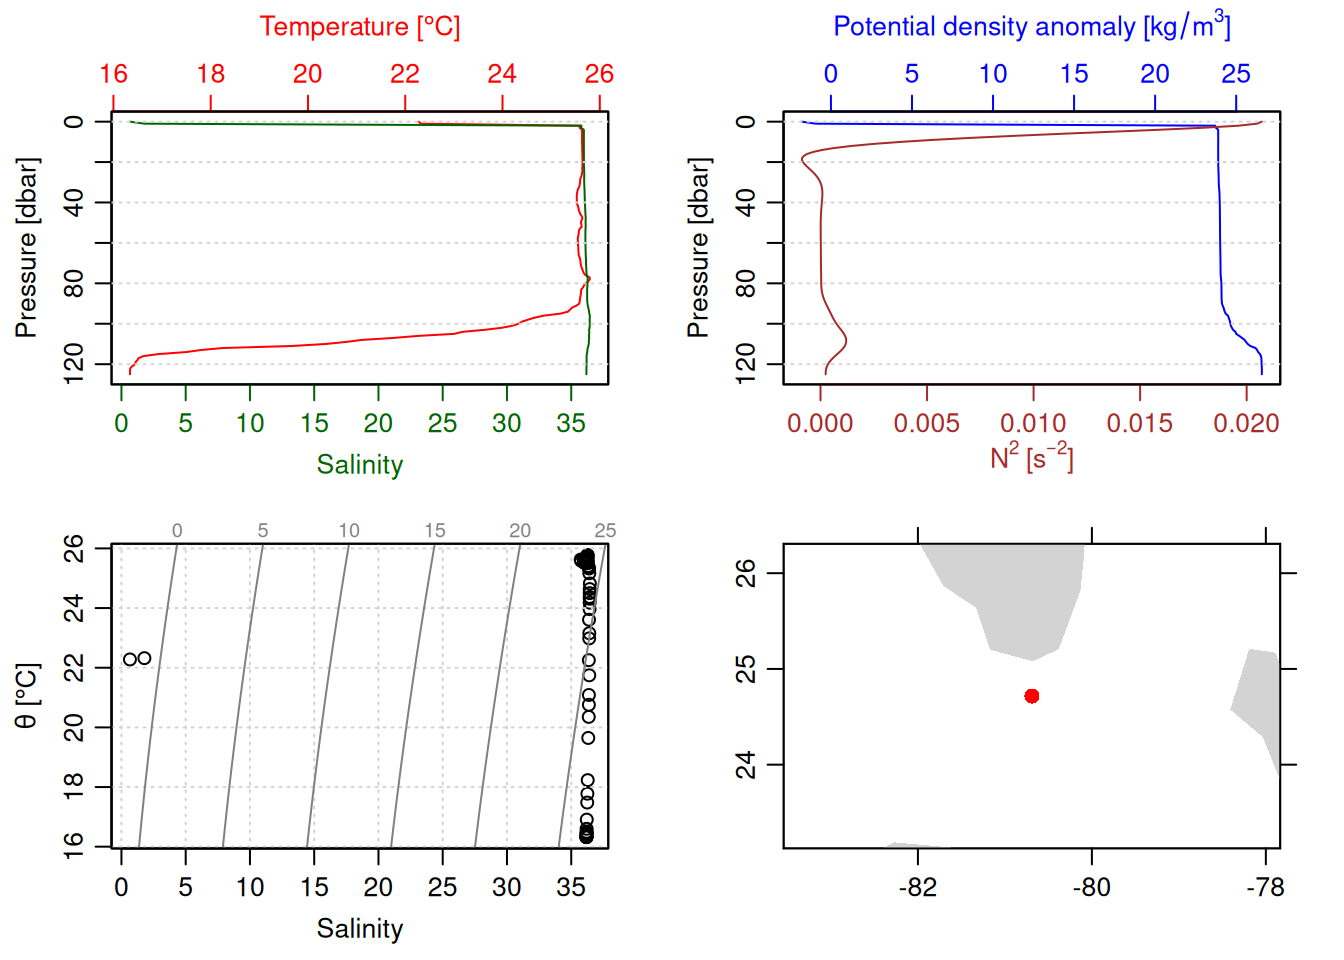 Temperature [°C]
16 18 20 22 24 26
Pressure [dbar]
0 40 80 120
0 5 10 15 20 25 30 35
Salinity
Potential density anomaly [kg/m³]
0 5 10 15 20 25
Pressure [dbar]
0 40 80 120
0.000 0.005 0.010 0.015 0.020
N² [s⁻²]
0 5 10 15 20 25
θ [°C]
26 24 22 20 18 16
0 5 10 15 20 25 30 35
Salinity
26 25 24
-82 -80 -78